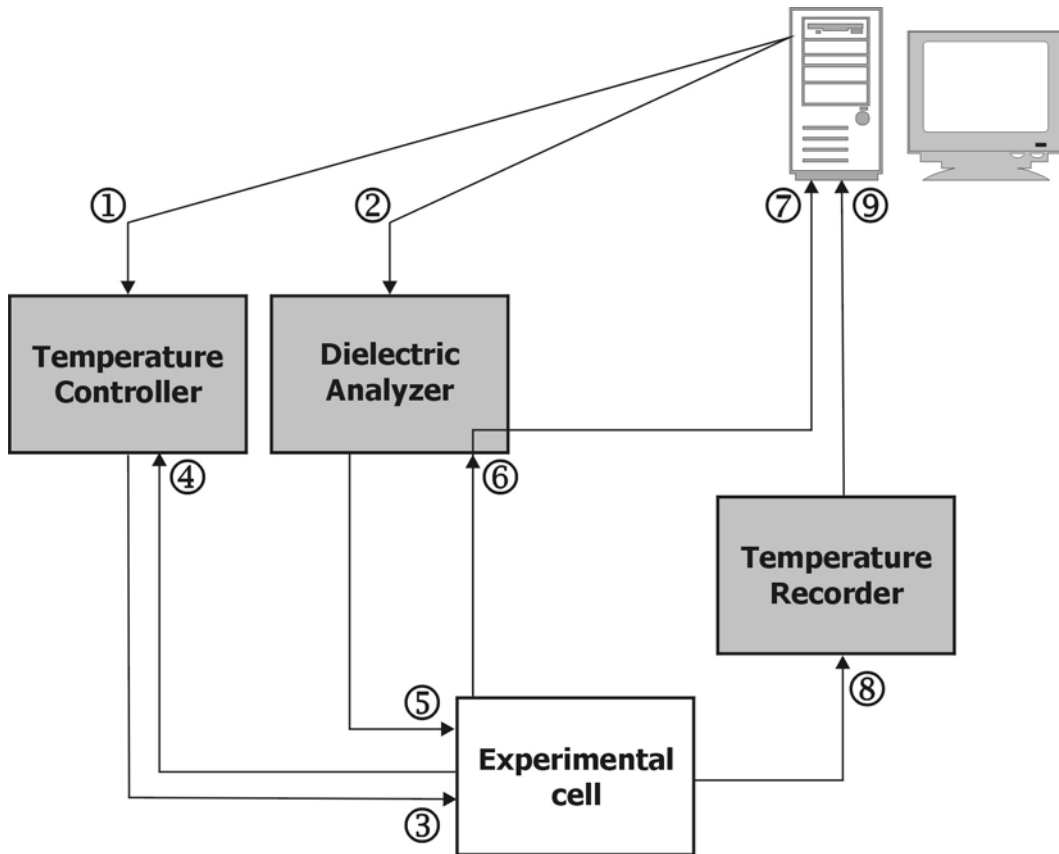 ①
②
⑦
⑨
Temperature
Controller
Dielectric
Analyzer
④
⑥
Temperature
Recorder
⑤
⑧
Experimental
cell
③